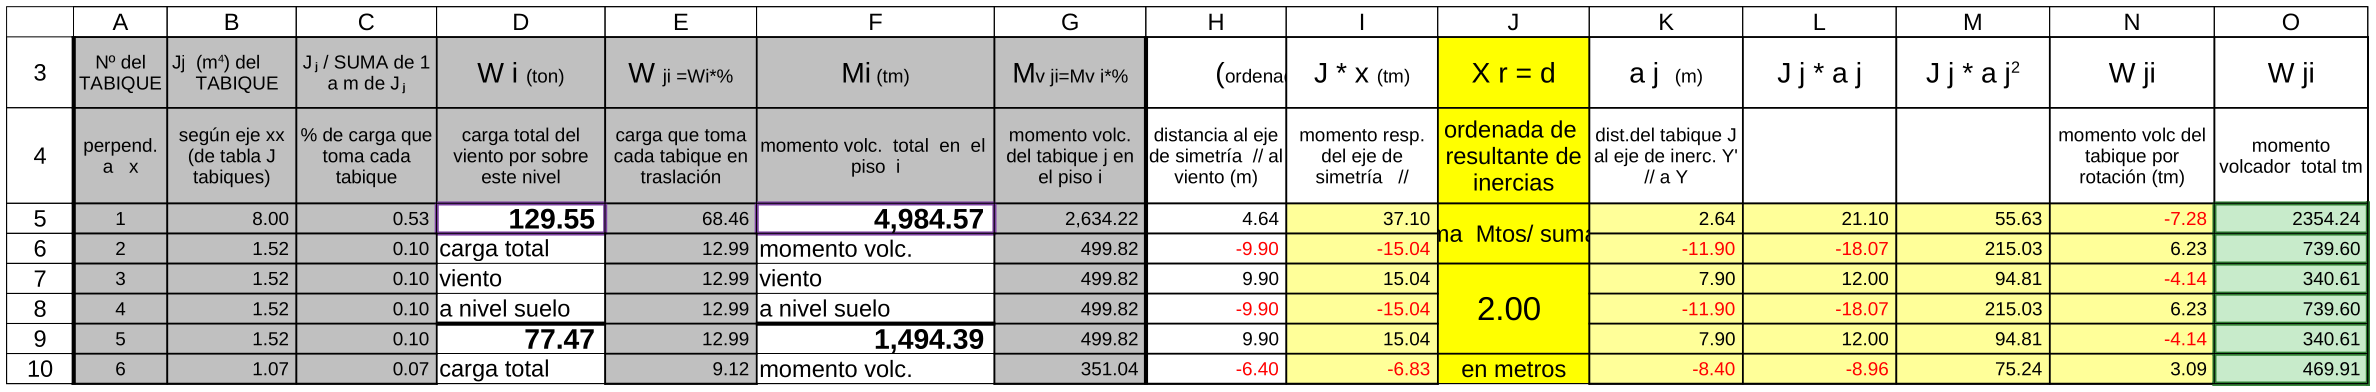 A B C D E F G H I J K L M N O
3 Nº del TABIQUE Jj (m⁴) del TABIQUE J j / SUMA de 1 a m de J j W i (ton) W ji =Wi*% Mi (tm) Mv ji=Mv i*% ( J * x (tm) X r = d a j (m) J j * a j J j * a j² W ji W ji
4 perpend. a x según eje xx (de tabla J tabiques) % de carga que toma cada tabique carga total del viento por sobre este nivel carga que toma cada tabique en traslación momento volc. total en el piso i momento volc. del tabique j en el piso i distancia al eje de simetría // al viento (m) momento resp. del eje de simetría // ordenada de resultante de inercias dist.del tabique J al eje de inerc. Y' // a Y momento volc del tabique por rotación (tm) momento volcador total tm
5 1 8.00 0.53 129.55 68.46 4,984.57 2,634.22 4.64 37.10 Mtos/ 2.64 21.10 55.63 -7.28 2354.24
6 2 1.52 0.10 carga total 12.99 momento volc. 499.82 -9.90 -15.04 -11.90 -18.07 215.03 6.23 739.60
7 3 1.52 0.10 viento 12.99 viento 499.82 9.90 15.04 2.00 7.90 12.00 94.81 -4.14 340.61
8 4 1.52 0.10 a nivel suelo 12.99 a nivel suelo 499.82 -9.90 -15.04 -11.90 -18.07 215.03 6.23 739.60
9 5 1.52 0.10 77.47 12.99 1,494.39 499.82 9.90 15.04 7.90 12.00 94.81 -4.14 340.61
10 6 1.07 0.07 carga total 9.12 momento volc. 351.04 -6.40 -6.83 en metros -8.40 -8.96 75.24 3.09 469.91